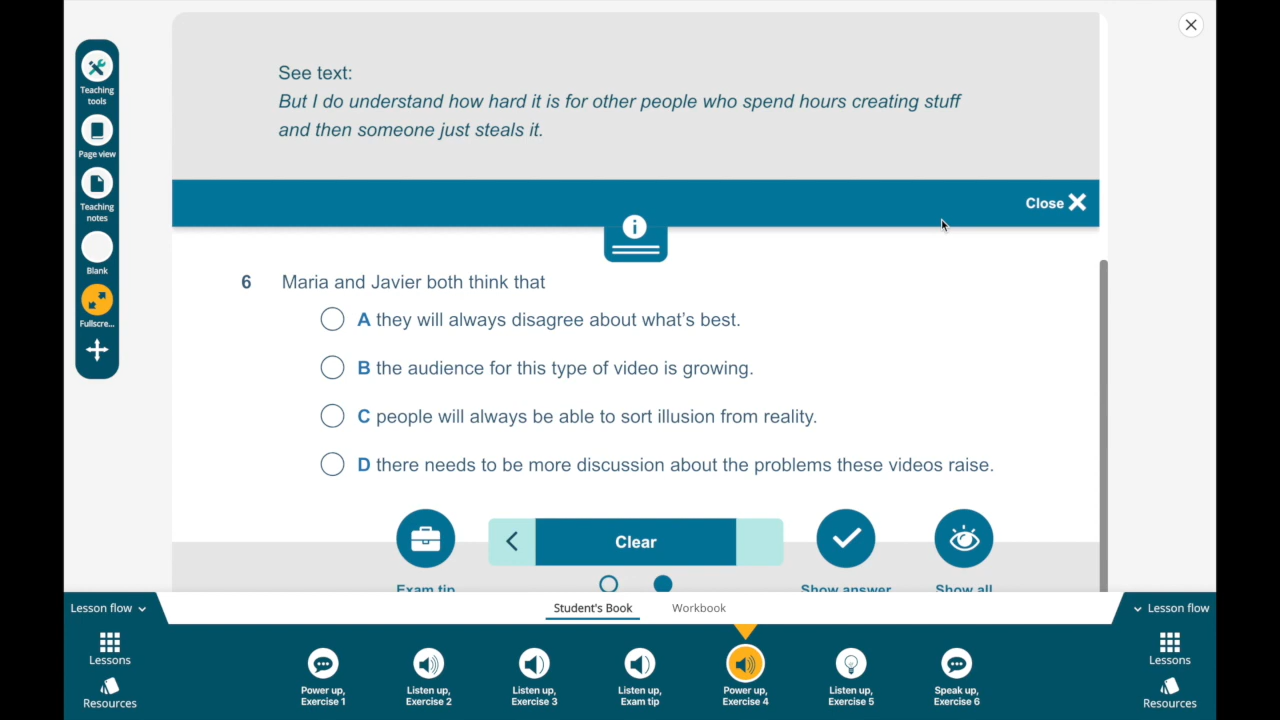 See text:
But I do understand how hard it is for other people who spend hours creating stuff
and then someone just steals it.
Close
Teaching
tools
Page view
Teaching
notes
Blank
Fullscre...
6 Maria and Javier both think that
A they will always disagree about what's best.
B the audience for this type of video is growing.
C people will always be able to sort illusion from reality.
D there needs to be more discussion about the problems these videos raise.
Clear
Exam tip
Show answer
Show all
Lesson flow
Student's Book
Workbook
Lesson flow
Lessons
Resources
Power up,
Exercise 1
Listen up,
Exercise 2
Listen up,
Exercise 3
Listen up,
Exam tip
Power up,
Exercise 4
Listen up,
Exercise 5
Speak up,
Exercise 6
Lessons
Resources